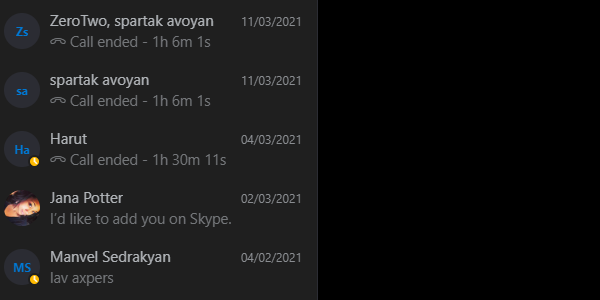 Zs
ZeroTwo, spartak avoyan 11/03/2021
Call ended - 1h 6m 1s
sa
spartak avoyan 11/03/2021
Call ended - 1h 6m 1s
Ha
Harut 04/03/2021
Call ended - 1h 30m 11s
Jana Potter 02/03/2021
I'd like to add you on Skype.
MS
Manvel Sedrakyan 04/02/2021
lav axpers